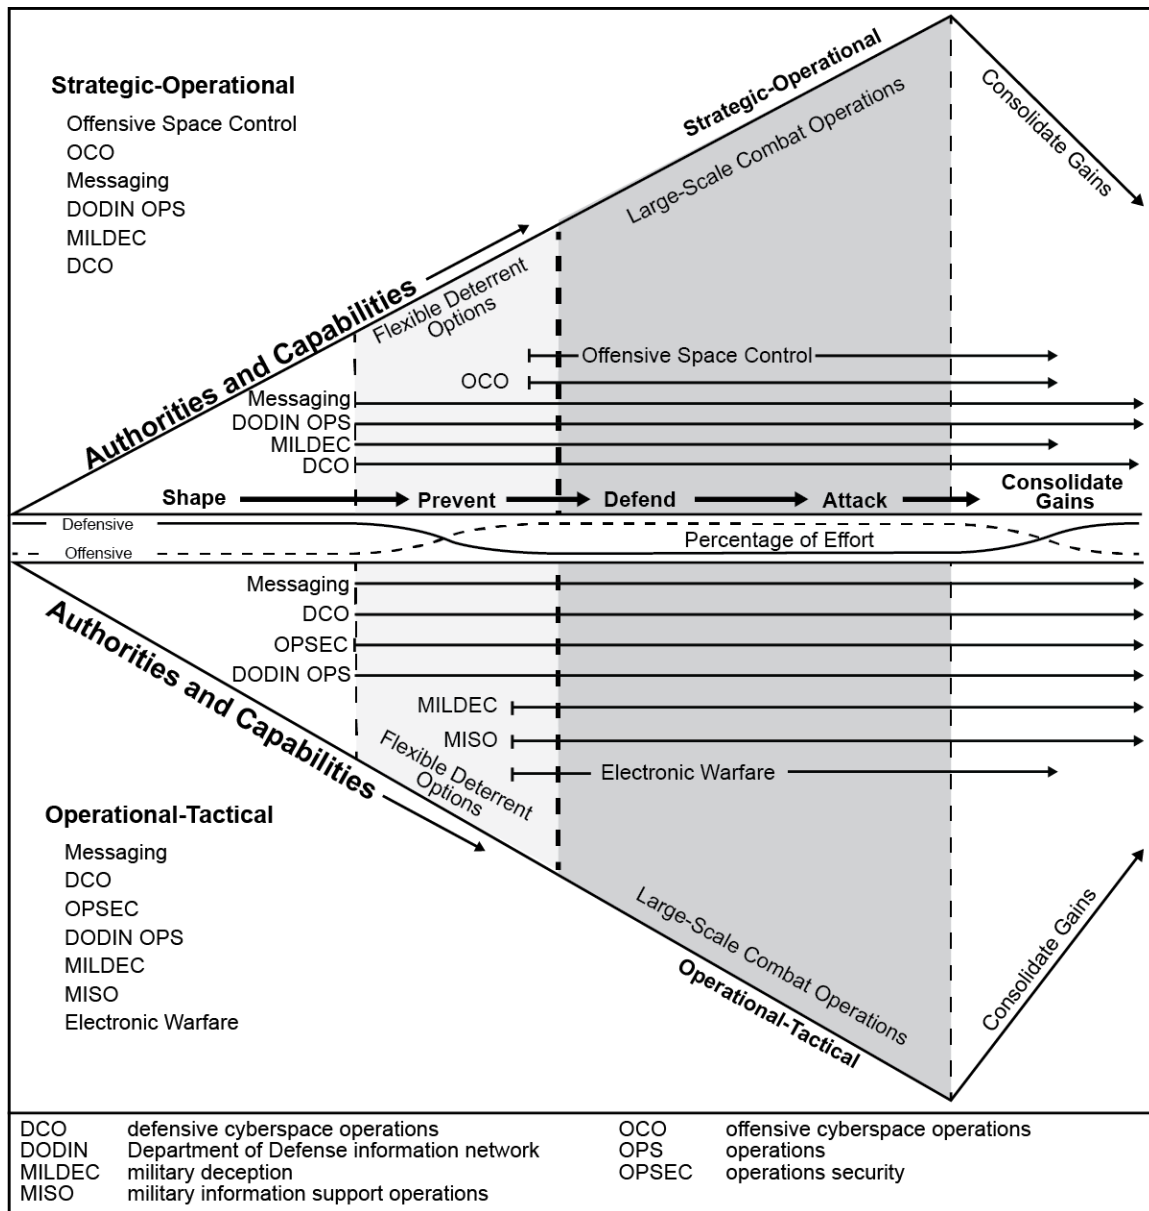 Strategic-Operational
Offensive Space Control
OCO
Messaging
DODIN OPS
MILDEC
DCO
Strategic-Operational
Large-Scale Combat Operations
Consolidate Gains
Authorities and Capabilities
Flexible Deterrent
Options
Offensive Space Control
OCO
Messaging
DODIN OPS
MILDEC
DCO
Shape
Prevent
Defend
Attack
Consolidate
Gains
Defensive
Offensive
Percentage of Effort
Messaging
DCO
OPSEC
DODIN OPS
MILDEC
MISO
Electronic Warfare
Authorities and Capabilities
Flexible Deterrent
Options
Large-Scale Combat Operations
Operational-Tactical
Consolidate Gains
Operational-Tactical
Messaging
DCO
OPSEC
DODIN OPS
MILDEC
MISO
Electronic Warfare
DCO defensive cyberspace operations
DODIN Department of Defense information network
MILDEC military deception
MISO military information support operations
OCO offensive cyberspace operations
OPS operations
OPSEC operations security